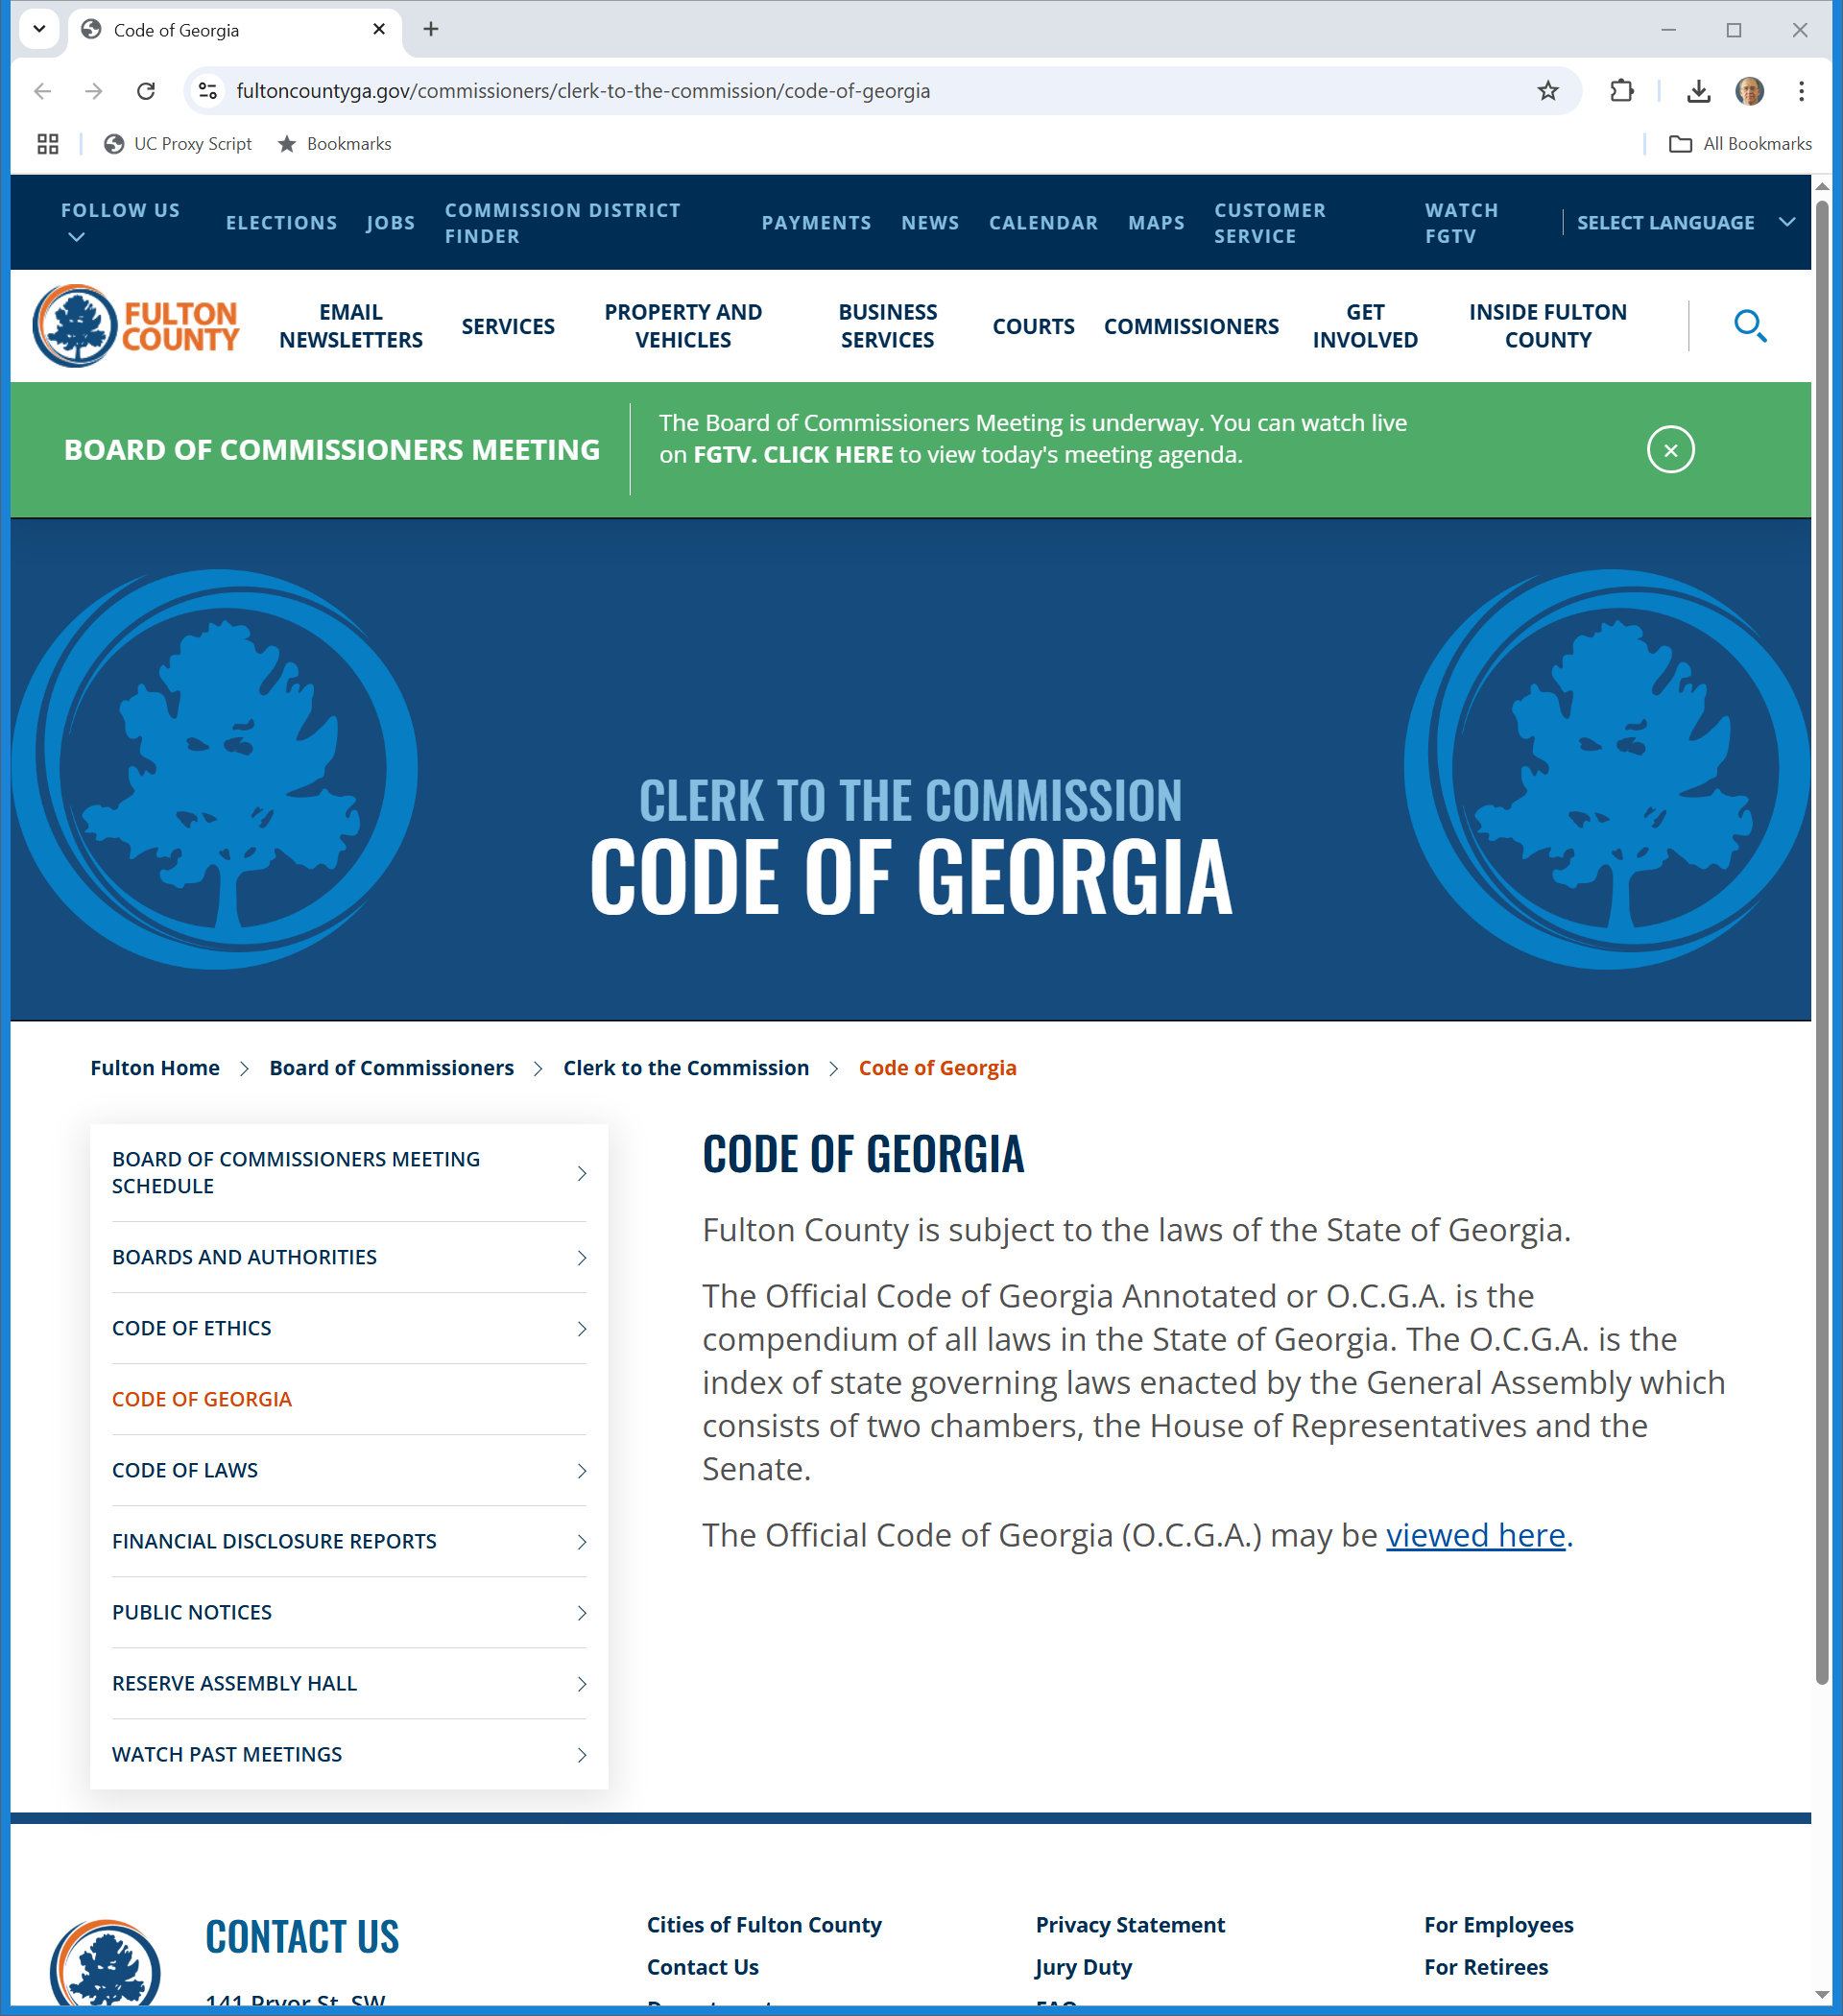 Code of Georgia
fultoncountyga.gov/commissioners/clerk-to-the-commission/code-of-georgia
UC Proxy Script
Bookmarks
All Bookmarks
FOLLOW US
ELECTIONS
JOBS
COMMISSION DISTRICT
FINDER
PAYMENTS
NEWS
CALENDAR
MAPS
CUSTOMER
SERVICE
WATCH
FGTV
SELECT LANGUAGE
FULTON
COUNTY
EMAIL
NEWSLETTERS
SERVICES
PROPERTY AND
VEHICLES
BUSINESS
SERVICES
COURTS
COMMISSIONERS
GET
INVOLVED
INSIDE FULTON
COUNTY
BOARD OF COMMISSIONERS MEETING
The Board of Commissioners Meeting is underway. You can watch live
on FGTV. CLICK HERE to view today's meeting agenda.
CLERK TO THE COMMISSION
CODE OF GEORGIA
Fulton Home > Board of Commissioners > Clerk to the Commission > Code of Georgia
BOARD OF COMMISSIONERS MEETING
SCHEDULE
BOARDS AND AUTHORITIES
CODE OF ETHICS
CODE OF GEORGIA
CODE OF LAWS
FINANCIAL DISCLOSURE REPORTS
PUBLIC NOTICES
RESERVE ASSEMBLY HALL
WATCH PAST MEETINGS
CODE OF GEORGIA
Fulton County is subject to the laws of the State of Georgia.
The Official Code of Georgia Annotated or O.C.G.A. is the
compendium of all laws in the State of Georgia. The O.C.G.A. is the
index of state governing laws enacted by the General Assembly which
consists of two chambers, the House of Representatives and the
Senate.
The Official Code of Georgia (O.C.G.A.) may be viewed here.
CONTACT US
141 Pryor St. SW
Cities of Fulton County
Contact Us
Privacy Statement
Jury Duty
FAQ
For Employees
For Retirees